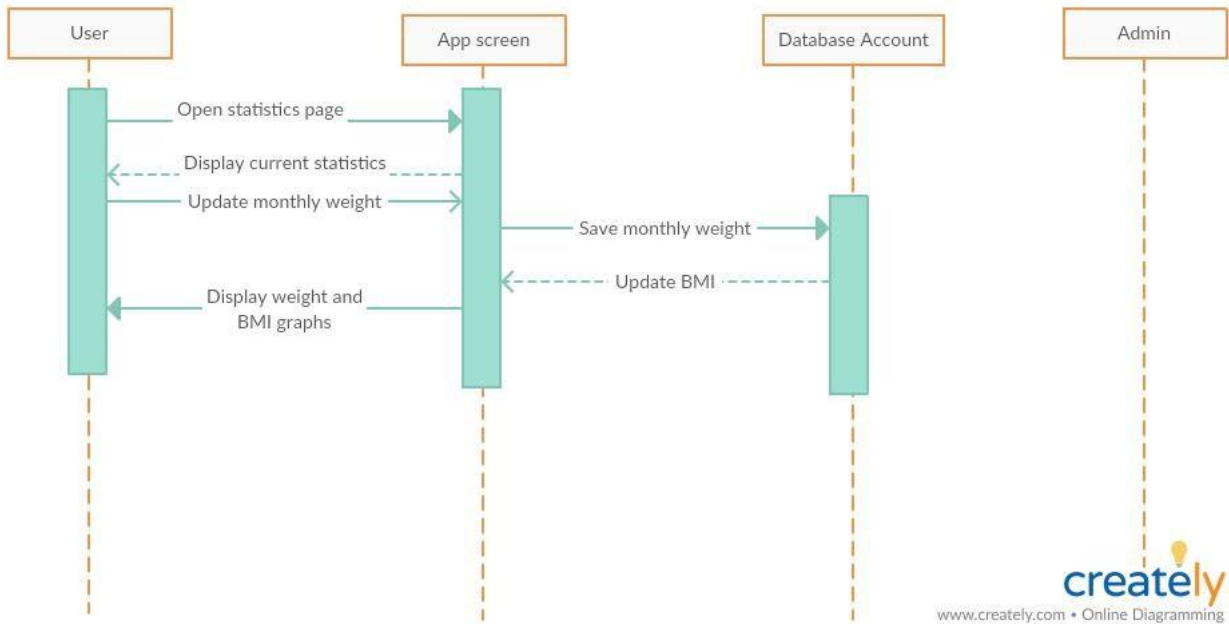 User
App screen
Database Account
Admin
Open statistics page
Display current statistics
Update monthly weight
Save monthly weight
Update BMI
Display weight and
BMI graphs
creately
www.creately.com • Online Diagramming